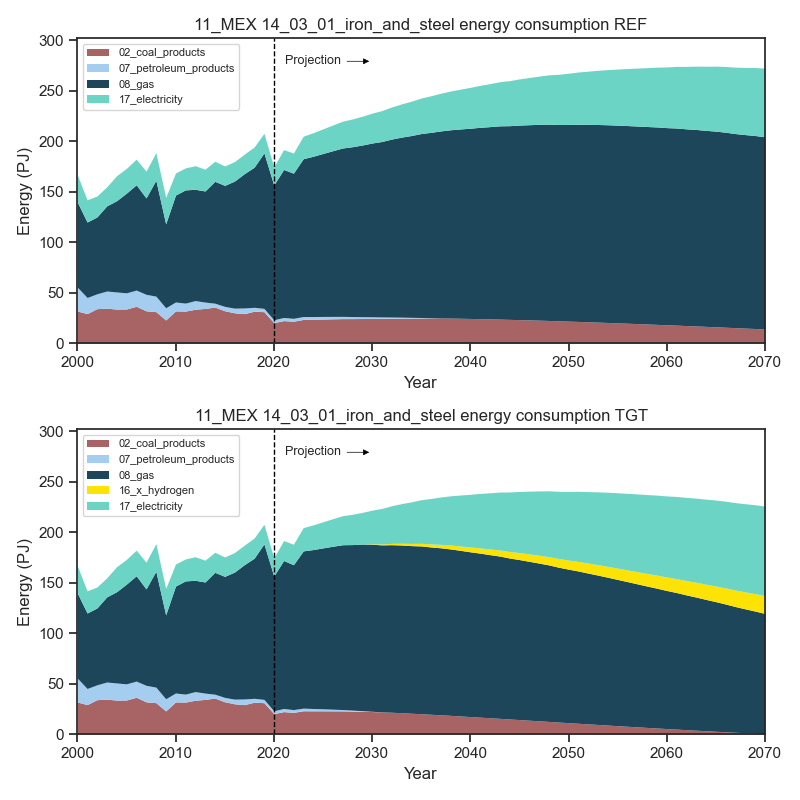 11_MEX 14_03_01_iron_and_steel energy consumption REF
300
250
200
150
100
50
0
Energy (PJ)
02_coal_products
07_petroleum_products
08_gas
17_electricity
Projection
2000 2010 2020 2030 2040 2050 2060 2070
Year
11_MEX 14_03_01_iron_and_steel energy consumption TGT
300
250
200
150
100
50
0
Energy (PJ)
02_coal_products
07_petroleum_products
08_gas
16_x_hydrogen
17_electricity
Projection
2000 2010 2020 2030 2040 2050 2060 2070
Year